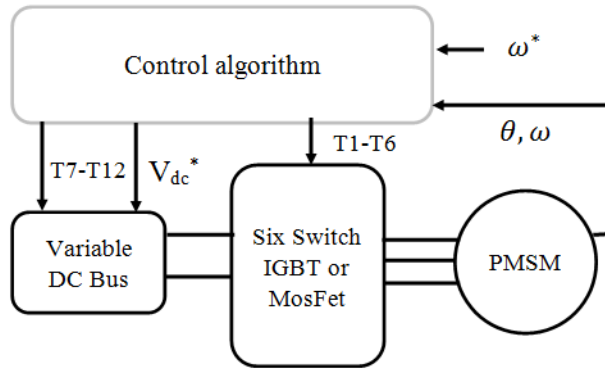 Control algorithm
ω*
θ, ω
T7-T12
Vdc*
T1-T6
Variable
DC Bus
Six Switch
IGBT or
MosFet
PMSM